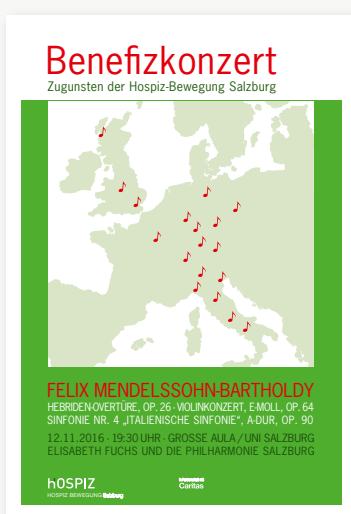 Benefizkonzert
Zugunsten der Hospiz-Bewegung Salzburg
FELIX MENDELSSOHN-BARTHOLDY
HEBRIDEN-OVERTÜRE, OP. 26 · VIOLINKONZERT, E-MOLL, OP. 64
SINFONIE NR. 4 „ITALIENISCHE SINFONIE“, A-DUR, OP. 90
12.11.2016 · 19:30 UHR · GROSSE AULA / UNI SALZBURG
ELISABETH FUCHS UND DIE PHILHARMONIE SALZBURG
hOSPIZ
HOSPIZ BEWEGUNG Salzburg
Caritas